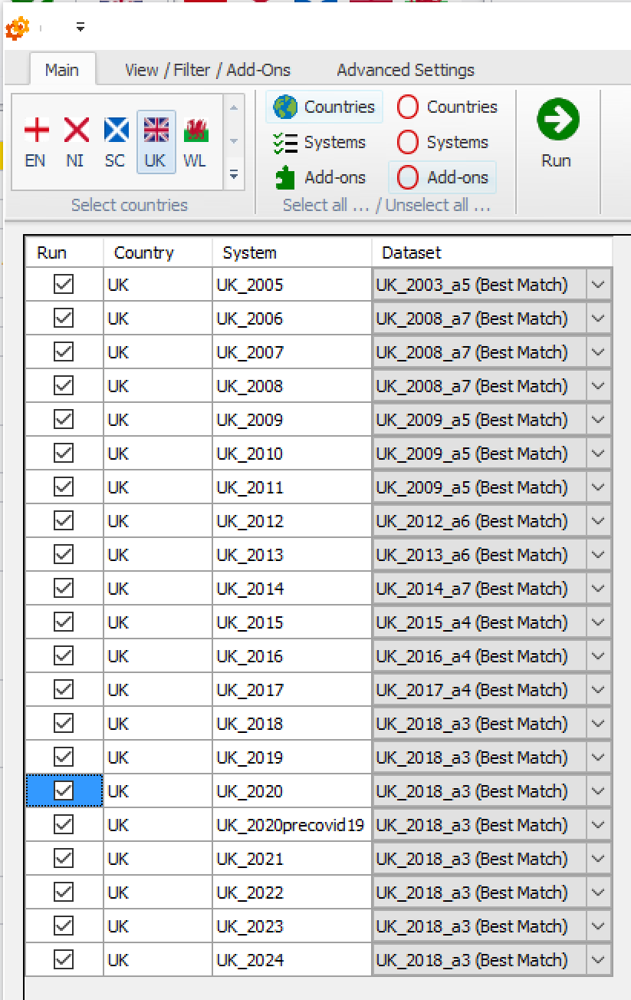 Main View / Filter / Add-Ons Advanced Settings
Countries Countries
EN NI SC UK WL Systems Systems Run
Add-ons Add-ons
Select countries Select all ... / Unselect all ...
Run Country System Dataset
UK UK_2005 UK_2003_a5 (Best Match)
UK UK_2006 UK_2008_a7 (Best Match)
UK UK_2007 UK_2008_a7 (Best Match)
UK UK_2008 UK_2008_a7 (Best Match)
UK UK_2009 UK_2009_a5 (Best Match)
UK UK_2010 UK_2009_a5 (Best Match)
UK UK_2011 UK_2009_a5 (Best Match)
UK UK_2012 UK_2012_a6 (Best Match)
UK UK_2013 UK_2013_a6 (Best Match)
UK UK_2014 UK_2014_a7 (Best Match)
UK UK_2015 UK_2015_a4 (Best Match)
UK UK_2016 UK_2016_a4 (Best Match)
UK UK_2017 UK_2017_a4 (Best Match)
UK UK_2018 UK_2018_a3 (Best Match)
UK UK_2019 UK_2018_a3 (Best Match)
UK UK_2020 UK_2018_a3 (Best Match)
UK UK_2020precovid19 UK_2018_a3 (Best Match)
UK UK_2021 UK_2018_a3 (Best Match)
UK UK_2022 UK_2018_a3 (Best Match)
UK UK_2023 UK_2018_a3 (Best Match)
UK UK_2024 UK_2018_a3 (Best Match)